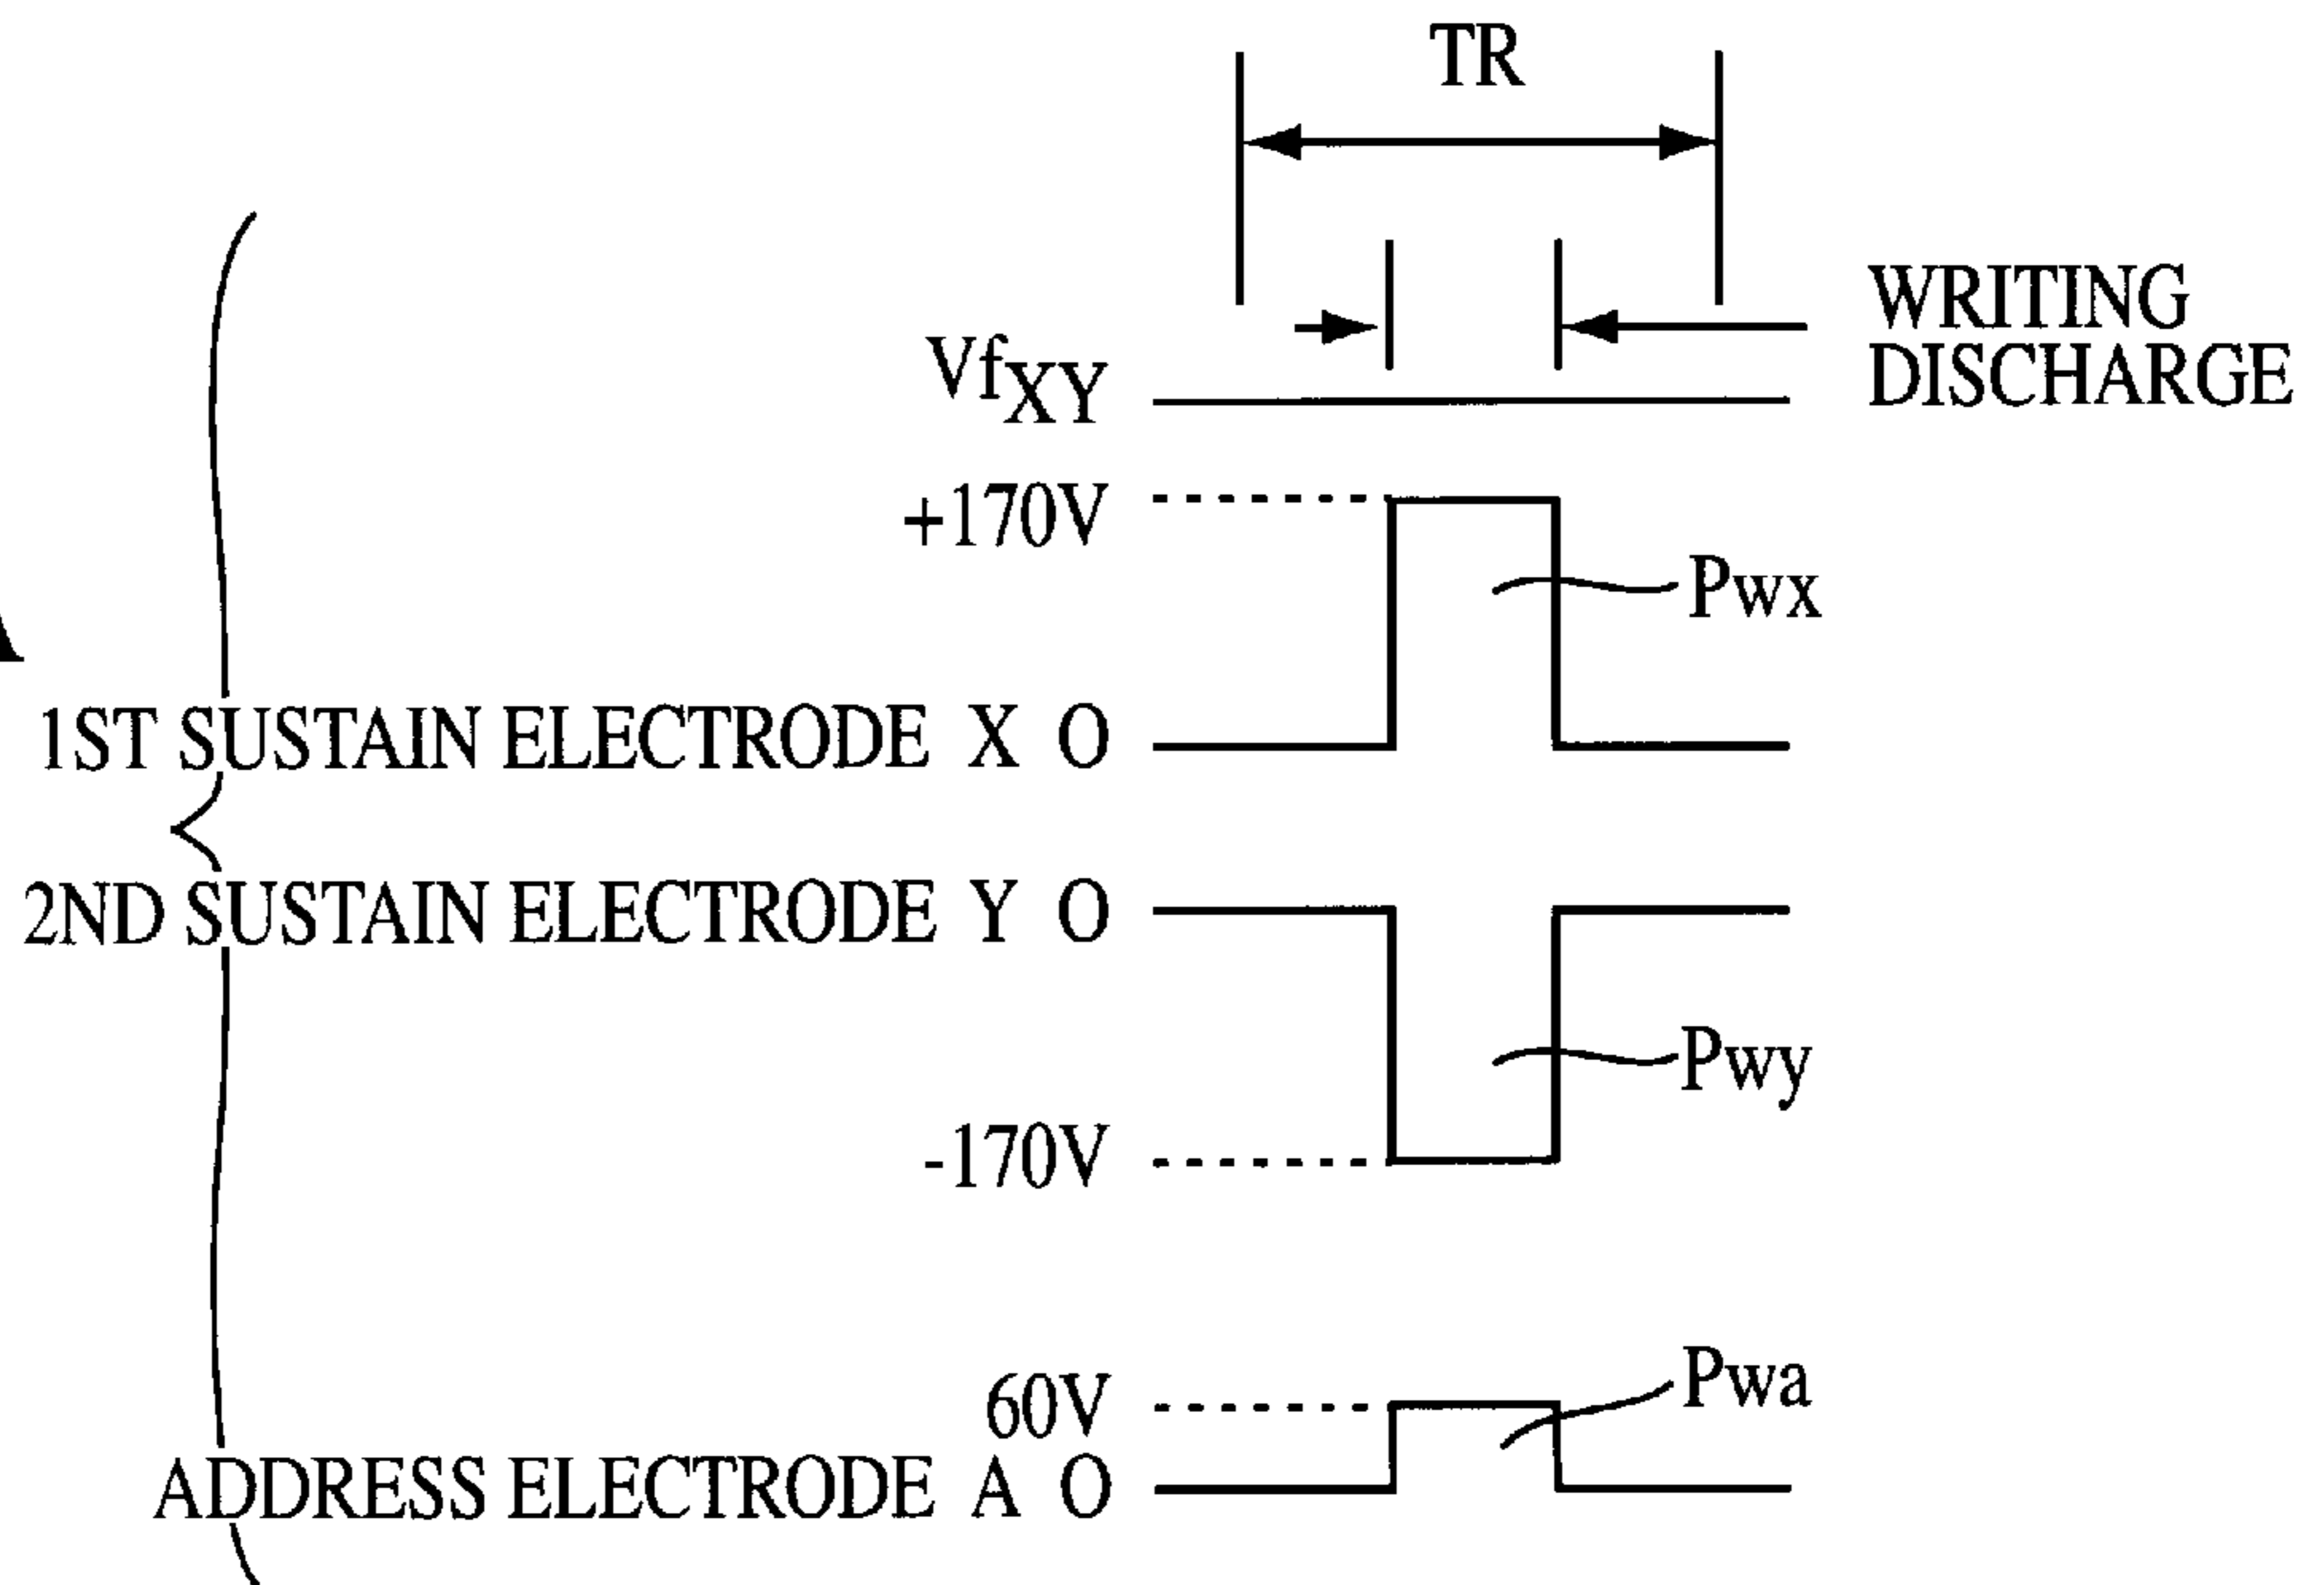 TR
WRITING
DISCHARGE
VfXY
+170V
Pwx
1ST SUSTAIN ELECTRODE X O
2ND SUSTAIN ELECTRODE Y O
Pwy
-170V
Pwa
60V
ADDRESS ELECTRODE A O